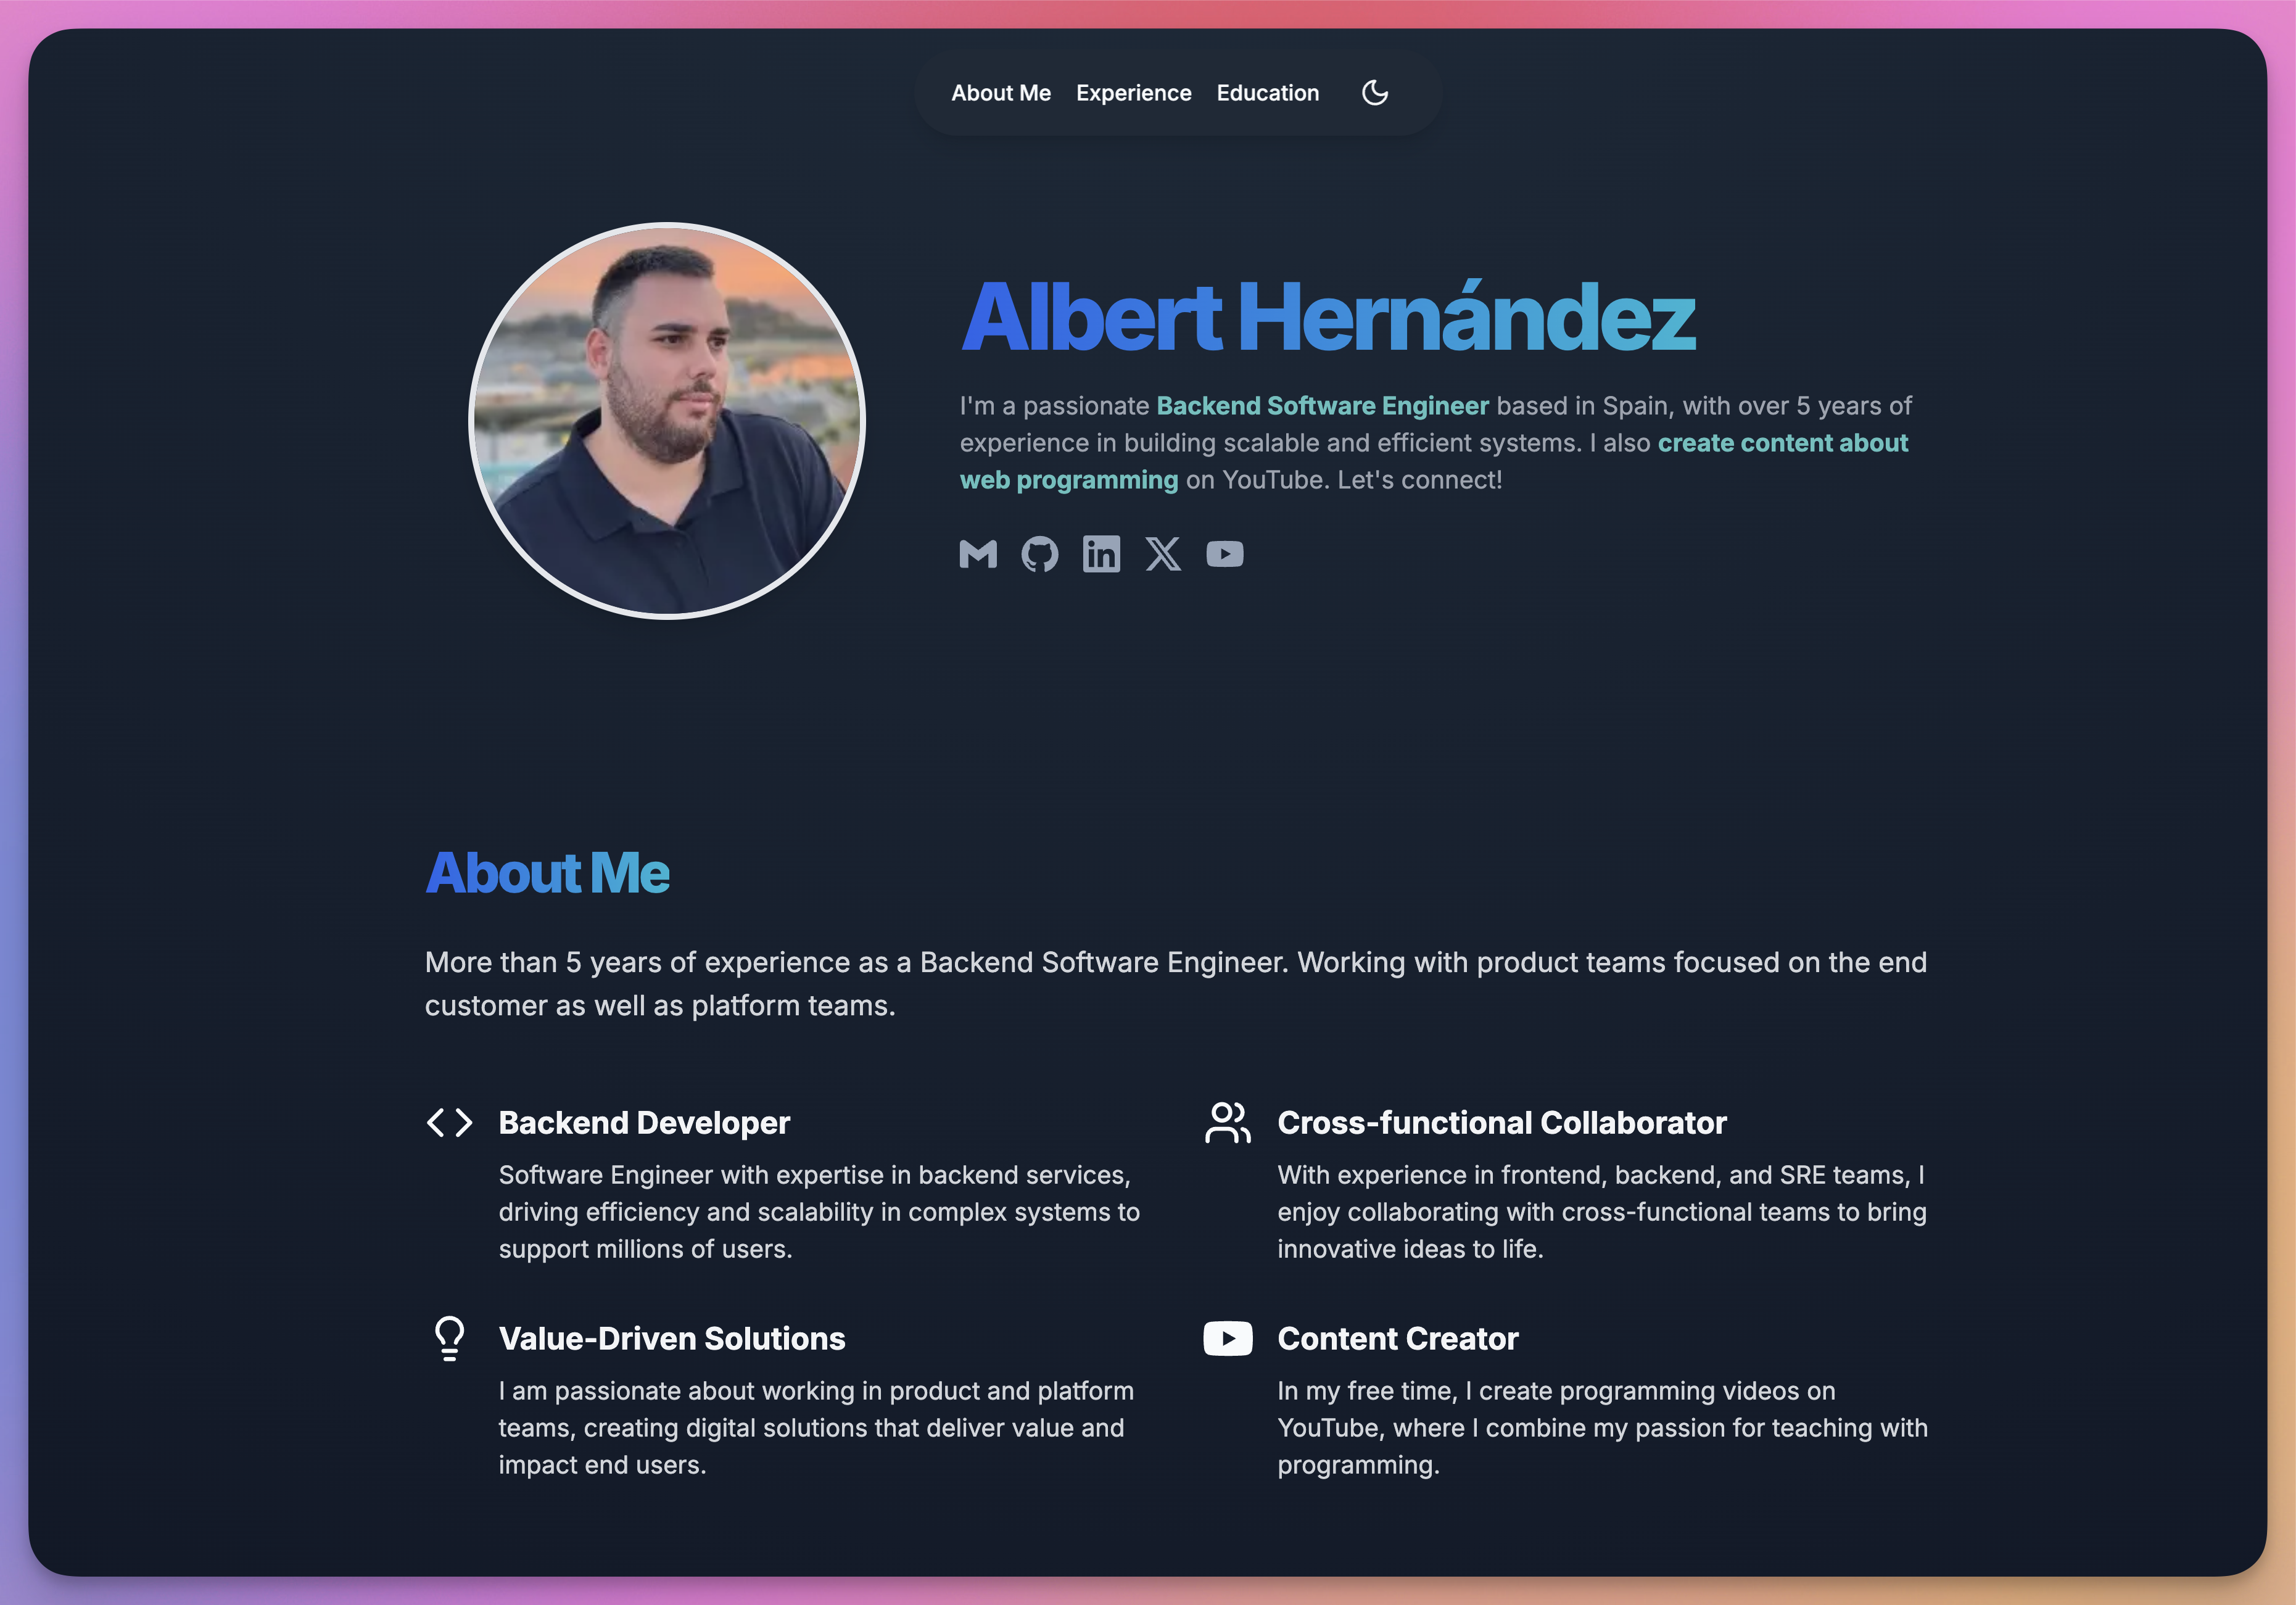 About Me Experience Education
Albert Hernández
I'm a passionate Backend Software Engineer based in Spain, with over 5 years of
experience in building scalable and efficient systems. I also create content about
web programming on YouTube. Let's connect!
About Me
More than 5 years of experience as a Backend Software Engineer. Working with product teams focused on the end
customer as well as platform teams.
Backend Developer
Software Engineer with expertise in backend services,
driving efficiency and scalability in complex systems to
support millions of users.
Cross-functional Collaborator
With experience in frontend, backend, and SRE teams, I
enjoy collaborating with cross-functional teams to bring
innovative ideas to life.
Value-Driven Solutions
I am passionate about working in product and platform
teams, creating digital solutions that deliver value and
impact end users.
Content Creator
In my free time, I create programming videos on
YouTube, where I combine my passion for teaching with
programming.